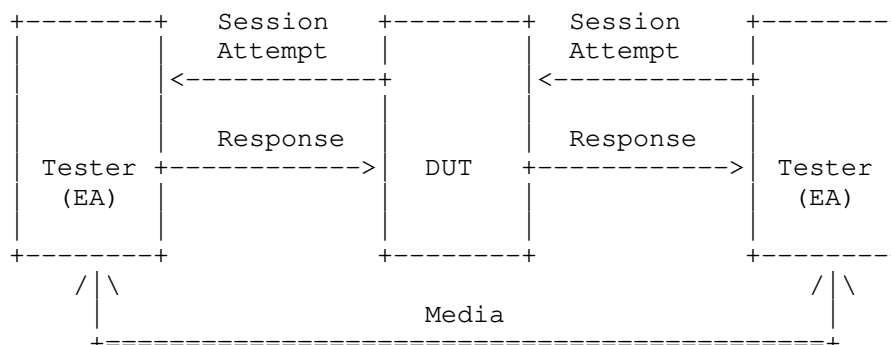 Session Session
Attempt Attempt
Response Response
Tester DUT Tester
(EA) (EA)
Media